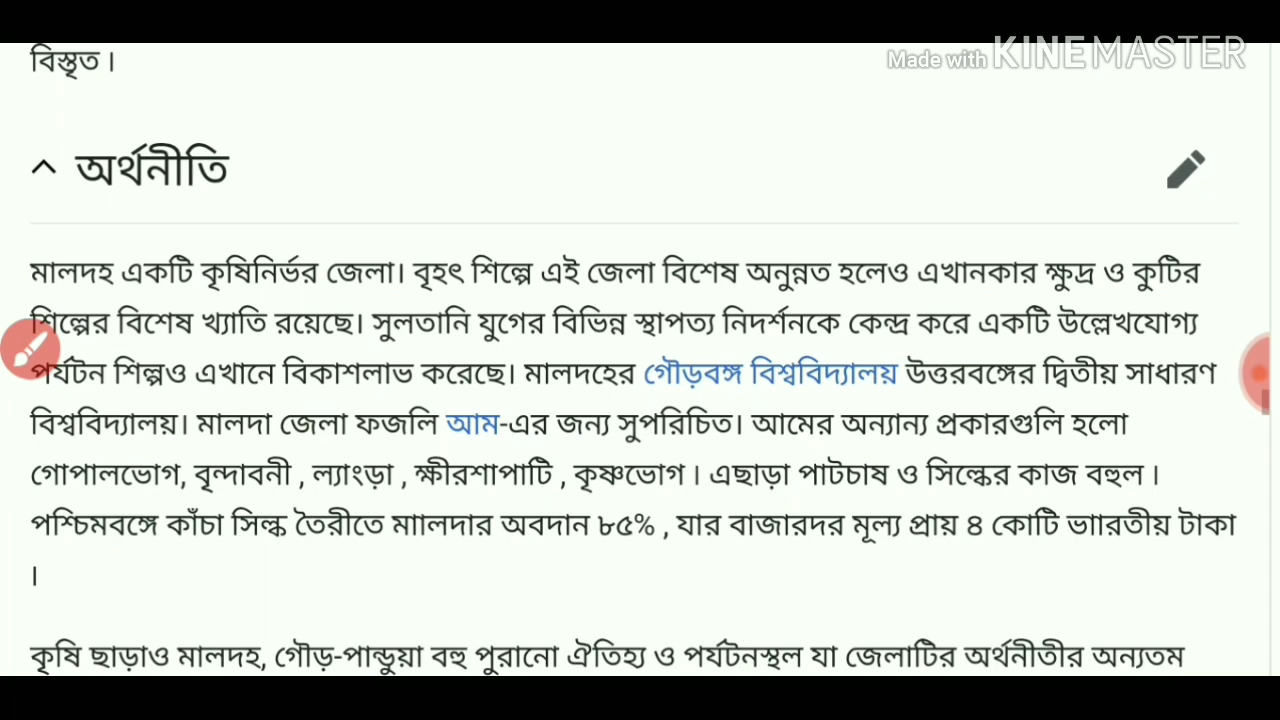 বিস্তৃত।
Made with KINEMASTER
অর্থনীতি
মালদহ একটি কৃষিনির্ভর জেলা। বৃহৎ শিল্পে এই জেলা বিশেষ অনুন্নত হলেও এখানকার ক্ষুদ্র ও কুটির
শিল্পের বিশেষ খ্যাতি রয়েছে। সুলতানি যুগের বিভিন্ন স্থাপত্য নিদর্শনকে কেন্দ্র করে একটি উল্লেখযোগ্য
পর্যটন শিল্পও এখানে বিকাশলাভ করেছে। মালদহের গৌড়বঙ্গ বিশ্ববিদ্যালয় উত্তরবঙ্গের দ্বিতীয় সাধারণ
বিশ্ববিদ্যালয়। মালদা জেলা ফজলি আম-এর জন্য সুপরিচিত। আমের অন্যান্য প্রকারগুলি হলো
গোপালভোগ, বৃন্দাবনী , ল্যাংড়া , ক্ষীরশাপাটি , কৃষ্ণভোগ । এছাড়া পাটচাষ ও সিল্কের কাজ বহুল ।
পশ্চিমবঙ্গে কাঁচা সিল্ক তৈরীতে মাালদার অবদান ৮৫% , যার বাজারদর মূল্য প্রায় ৪ কোটি ভাারতীয় টাকা
।
কৃষি ছাড়াও মালদহ, গৌড়-পান্ডুয়া বহু পুরানো ঐতিহ্য ও পর্যটনস্থল যা জেলাটির অর্থনীতীর অন্যতম